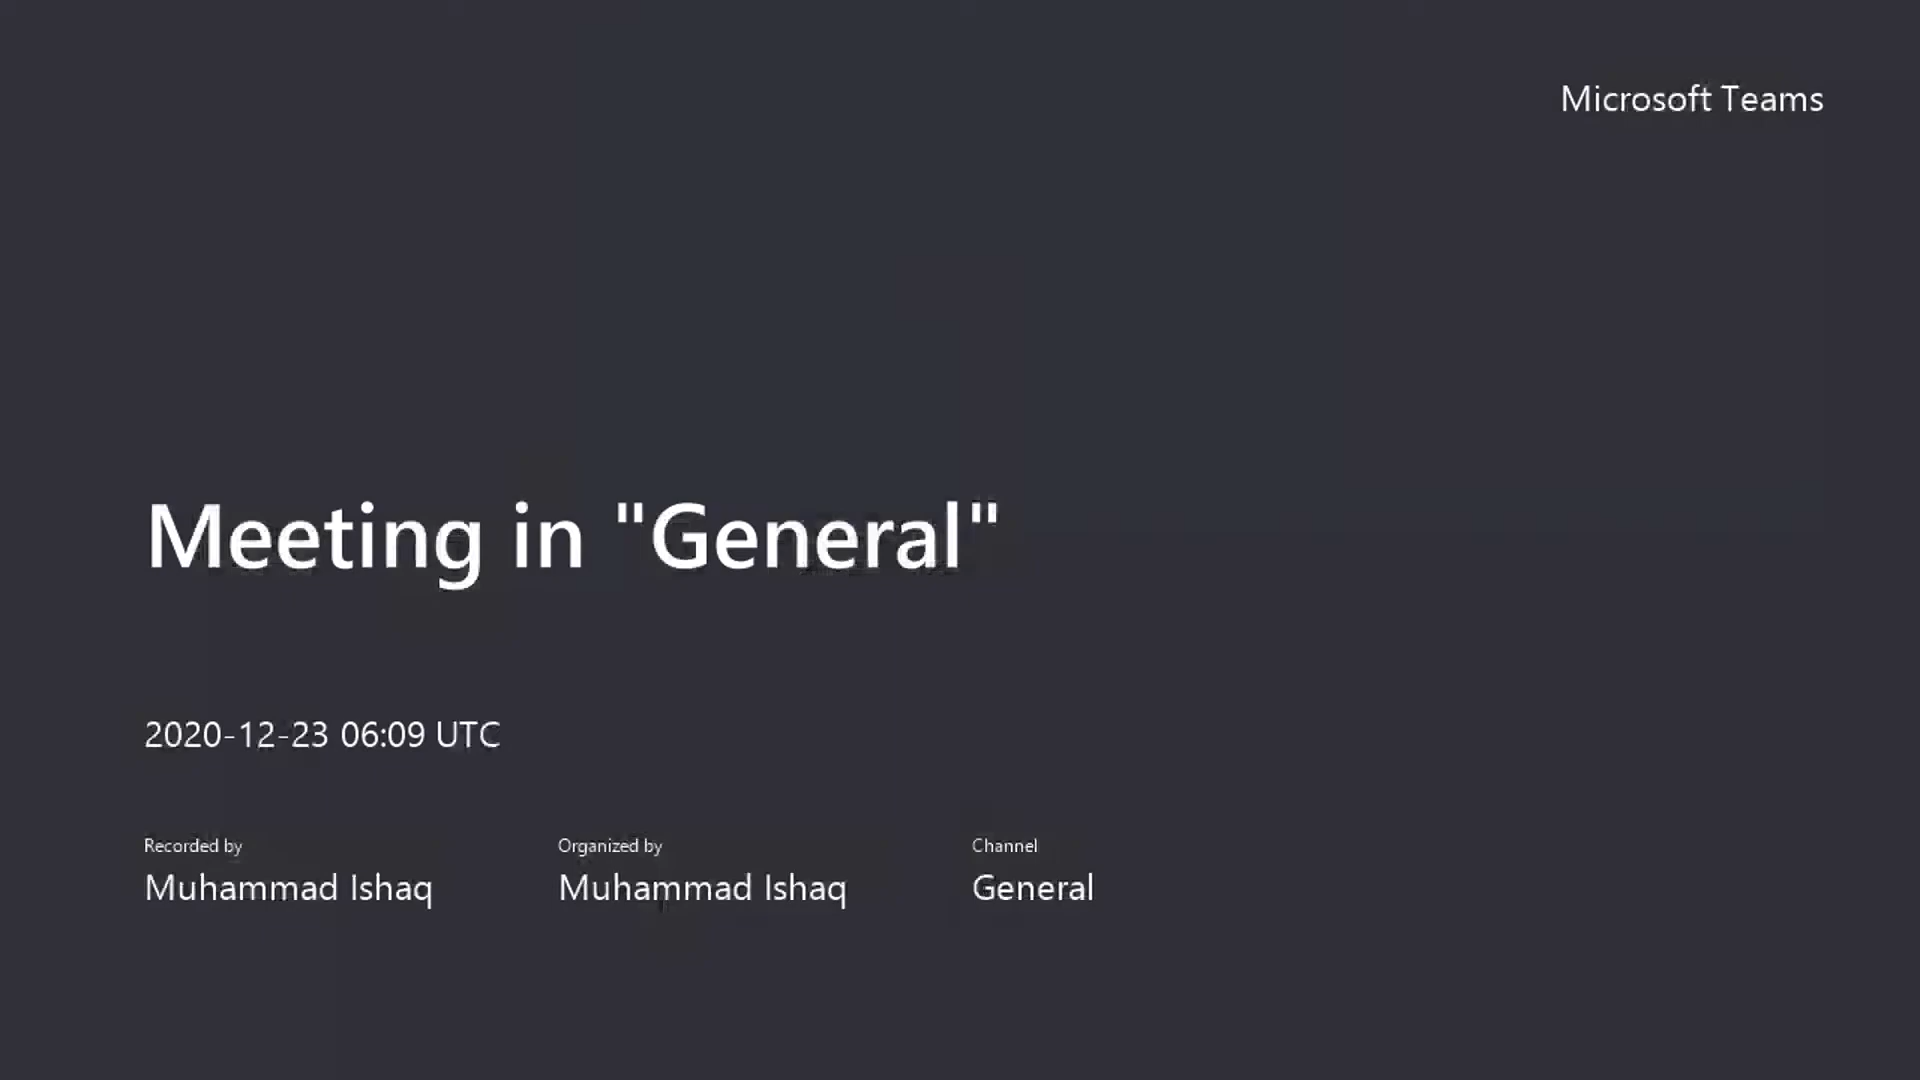 Microsoft Teams
Meeting in "General"
2020-12-23 06:09 UTC
Recorded by
Muhammad Ishaq
Organized by
Muhammad Ishaq
Channel
General